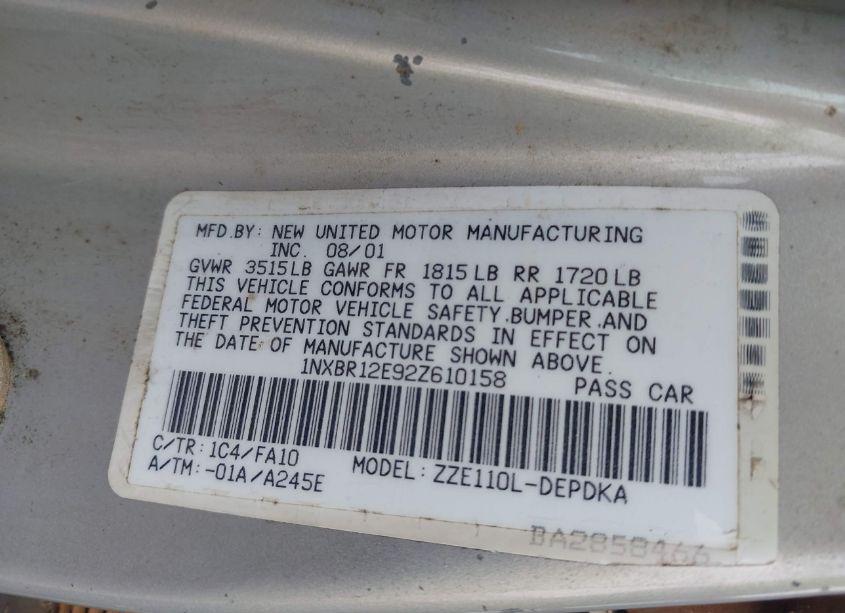 MFD.BY: NEW UNITED MOTOR MANUFACTURING
INC. 08/01
GVWR 3515LB GAWR FR 1815LB RR 1720LB
THIS VEHICLE CONFORMS TO ALL APPLICABLE
FEDERAL MOTOR VEHICLE SAFETY,BUMPER,AND
THEFT PREVENTION STANDARDS IN EFFECT ON
THE DATE OF MANUFACTURE SHOWN ABOVE.
1NXBR12E92Z610158 PASS CAR
C/TR:1C4/FA10
A/TM:-01A/A245E MODEL:ZZE110L-DEPDKA
BA2858466